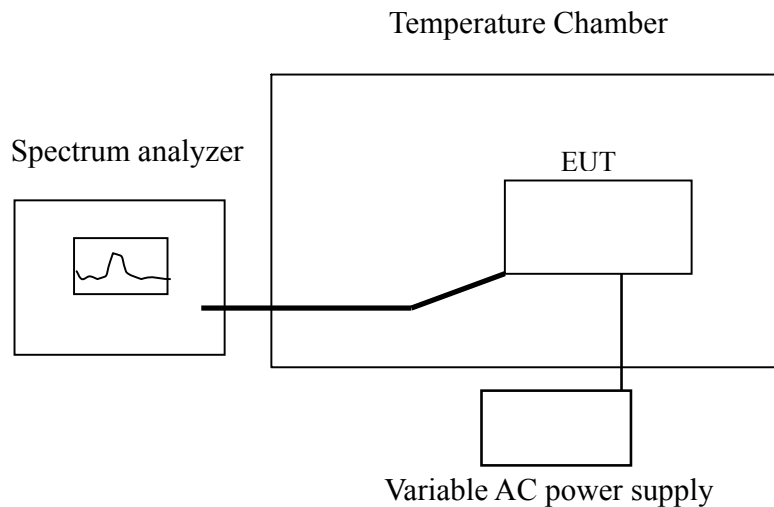 Temperature Chamber
Spectrum analyzer
EUT
Variable AC power supply